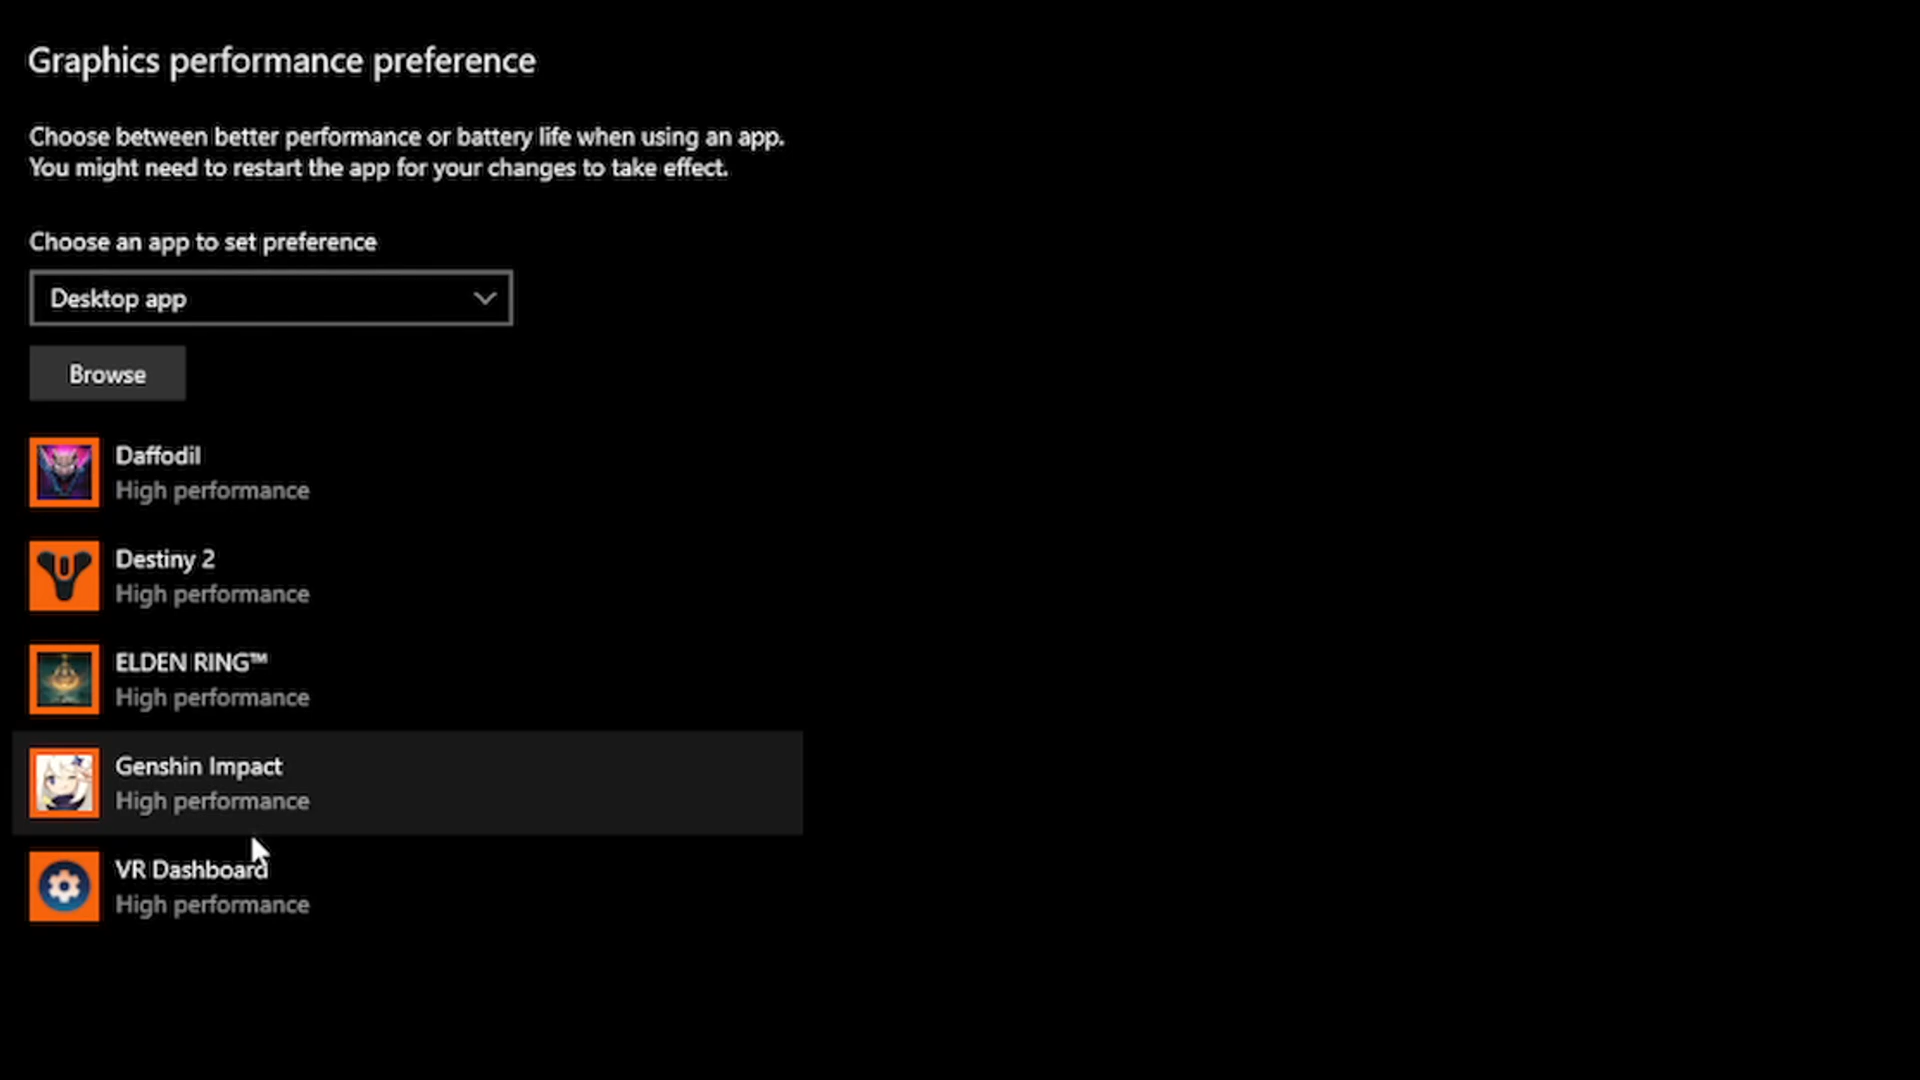 Graphics performance preference
Choose between better performance or battery life when using an app.
You might need to restart the app for your changes to take effect.
Choose an app to set preference
Desktop app
Browse
Daffodil
High performance
Destiny 2
High performance
ELDEN RING™
High performance
Genshin Impact
High performance
VR Dashboard
High performance